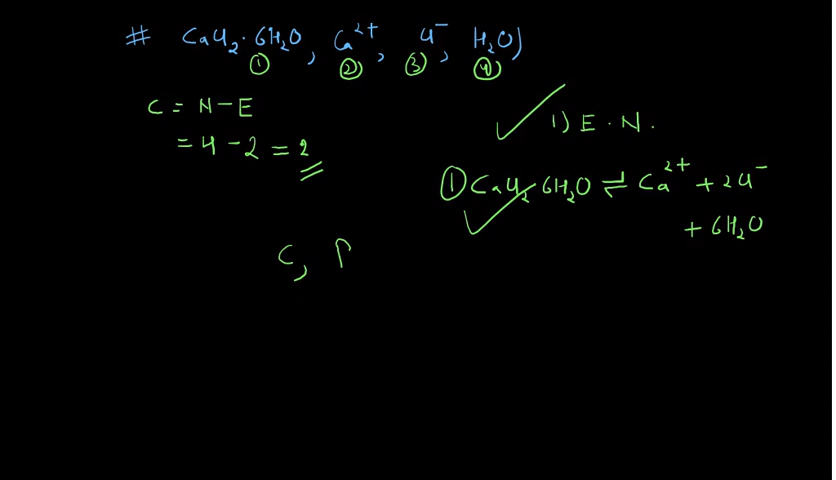 # CaCl₂·6H₂O, Ca²⁺, Cl⁻, H₂O)
① ② ③ ④
C = N - E
= 4 - 2 = 2
1) E.N.
① CaCl₂ 6H₂O ⇌ Ca²⁺ + 2Cl⁻
+ 6H₂O
C, P